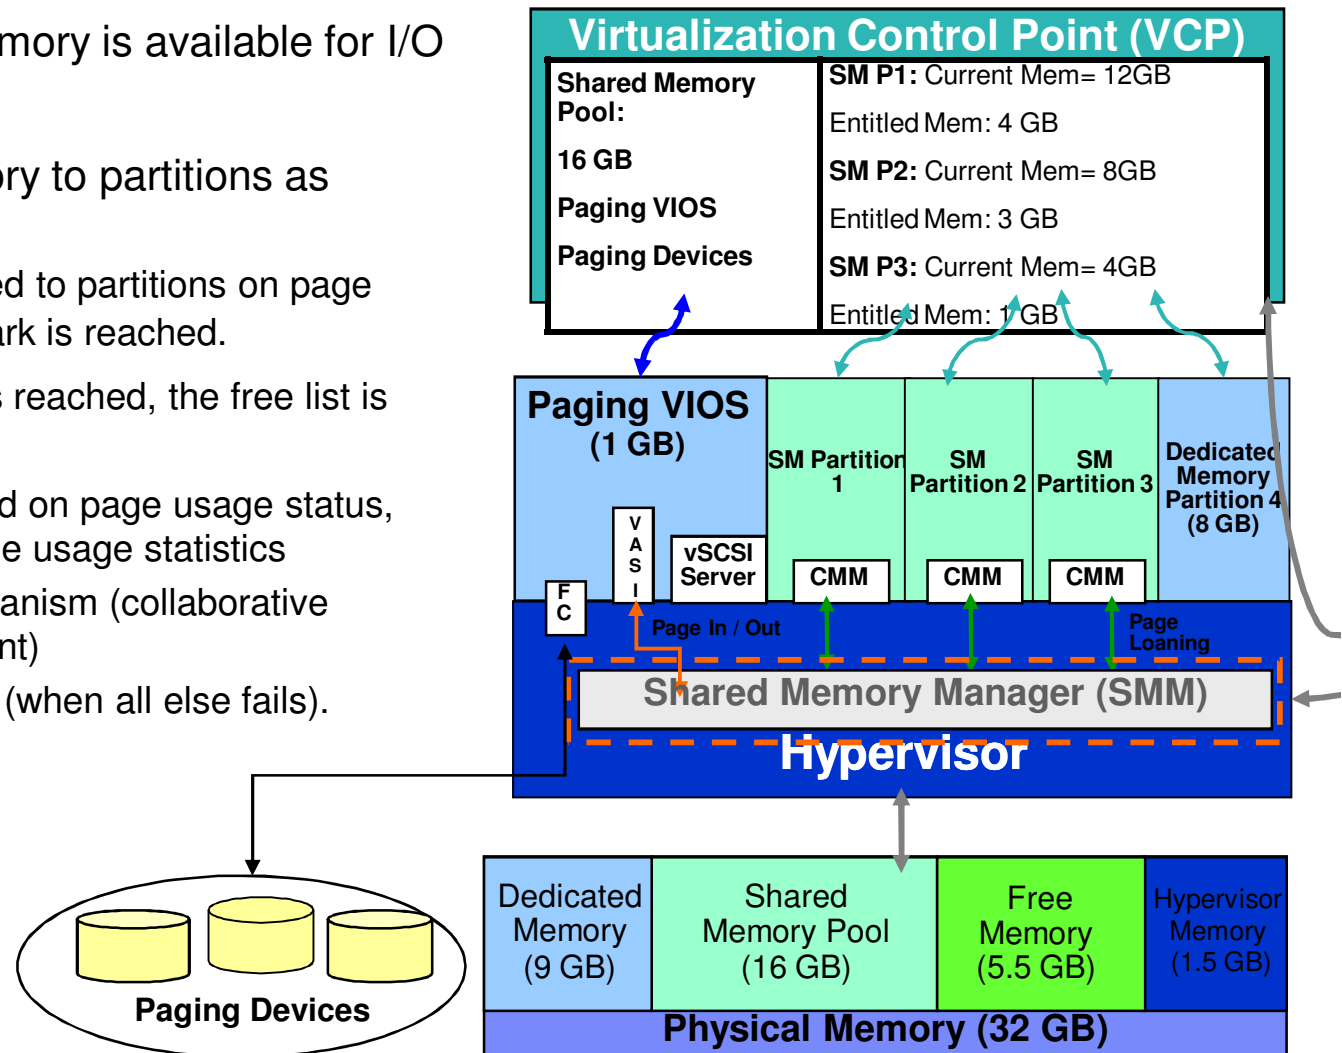 mory is available for I/O
ry to partitions as
ed to partitions on page
ark is reached.
s reached, the free list is
d on page usage status,
e usage statistics
anism (collaborative
nt)
(when all else fails).
Virtualization Control Point (VCP)
Shared Memory
Pool:
16 GB
Paging VIOS
Paging Devices
SM P1: Current Mem= 12GB
Entitled Mem: 4 GB
SM P2: Current Mem= 8GB
Entitled Mem: 3 GB
SM P3: Current Mem= 4GB
Entitled Mem: 1 GB
Paging VIOS
(1 GB)
SM Partition
1
SM
Partition 2
SM
Partition 3
Dedicated
Memory
Partition 4
(8 GB)
V
A
S
I
vSCSI
Server
F
C
CMM
CMM
CMM
Page In / Out
Page
Loaning
Shared Memory Manager (SMM)
Hypervisor
Paging Devices
Dedicated
Memory
(9 GB)
Shared
Memory Pool
(16 GB)
Free
Memory
(5.5 GB)
Hypervisor
Memory
(1.5 GB)
Physical Memory (32 GB)